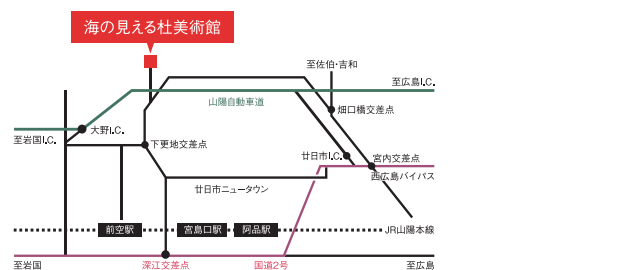 海の見える杜美術館
至佐伯・吉和
至広島I.C.
山陽自動車道
畑口橋交差点
大野I.C.
至岩国I.C.
下更地交差点
廿日市I.C.
宮内交差点
西広島バイパス
廿日市ニュータウン
前空駅
宮島口駅
阿品駅
JR山陽本線
至岩国
深江交差点
国道2号
至広島